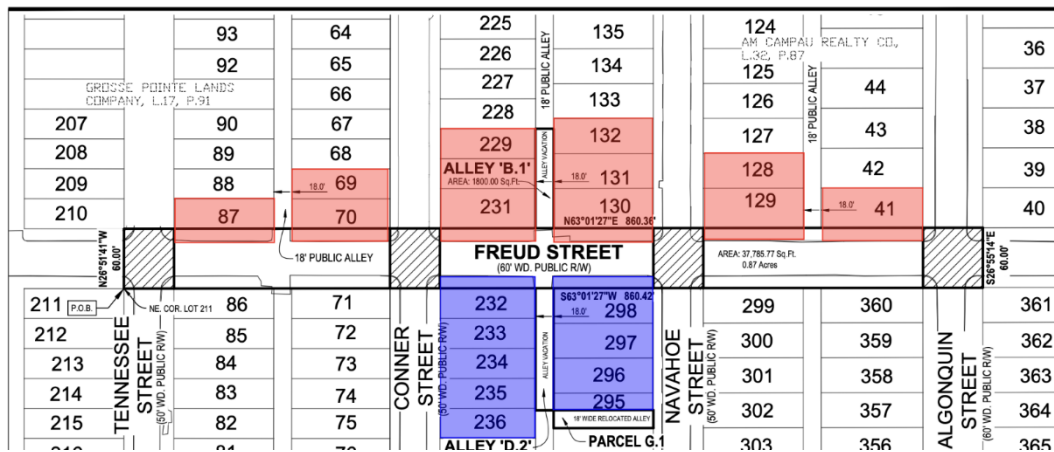 93
64
225
135
124
36
92
65
226
134
AM CAMPAU REALTY CO.,
L.32, P.87
125
37
GROSSE POINTE LANDS
COMPANY, L.17, P.91
66
227
133
126
44
18' PUBLIC ALLEY
18' PUBLIC ALLEY
207
90
67
228
132
127
43
38
208
89
68
229
ALLEY VACATION
128
42
39
209
88
69
18.0'
ALLEY 'B.1'
AREA: 1800.00 Sq.Ft.
18.0'
131
210
87
70
231
130
129
18.0'
41
40
N63°01'27"E 860.36'
N26°51'41"W
60.00'
18' PUBLIC ALLEY
FREUD STREET
(60' WD. PUBLIC R/W)
AREA: 37,785.77 Sq.Ft.
0.87 Acres
S26°55'14"E
60.00'
211
P.O.B.
NE. COR. LOT 211
86
71
232
S63°01'27"W 860.42'
18.0'
298
299
360
361
212
85
72
233
297
300
359
362
213
84
73
234
ALLEY VACATION
296
301
358
363
214
83
74
235
295
302
357
364
215
82
75
236
18' WIDE RELOCATED ALLEY
303
356
365
81
ALLEY 'D.2'
PARCEL G.1
TENNESSEE
STREET
(50' WD. PUBLIC R/W)
CONNER
STREET
(50' WD. PUBLIC R/W)
NAVAHOE
STREET
(50' WD. PUBLIC R/W)
ALGONQUIN
STREET
(60' WD. PUBLIC R/W)